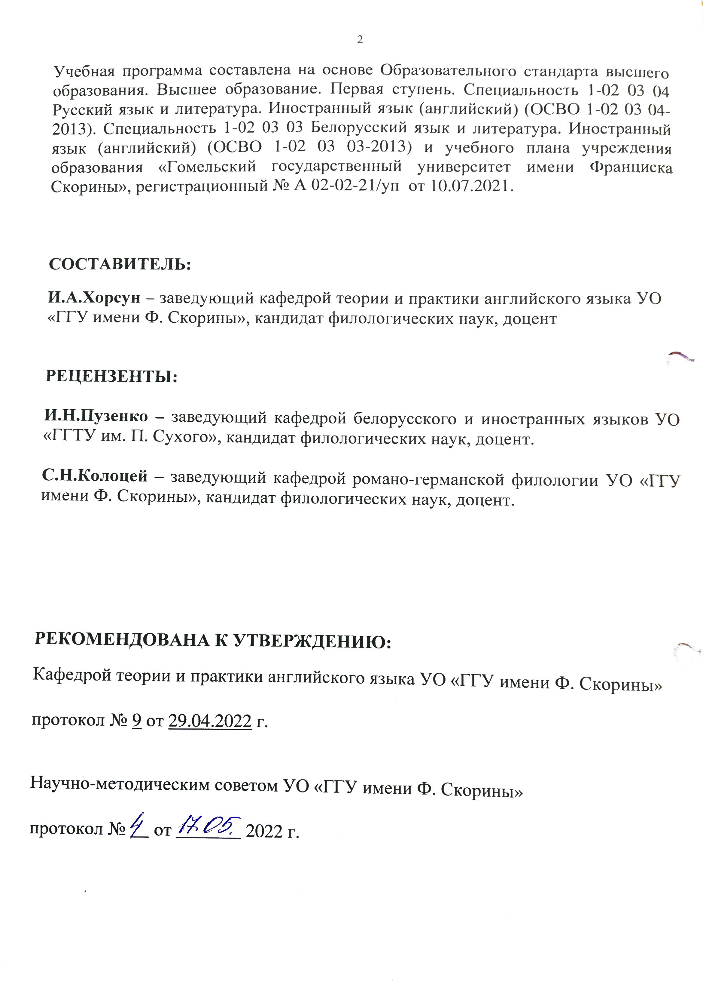 2
Учебная программа составлена на основе Образовательного стандарта высшего
образования. Высшее образование. Первая ступень. Специальность 1-02 03 04
Русский язык и литература. Иностранный язык (английский) (ОСВО 1-02 03 04-
2013). Специальность 1-02 03 03 Белорусский язык и литература. Иностранный
язык (английский) (ОСВО 1-02 03 03-2013) и учебного плана учреждения
образования «Гомельский государственный университет имени Франциска
Скорины», регистрационный № А 02-02-21/уп от 10.07.2021.
СОСТАВИТЕЛЬ:
И.А.Хорсун – заведующий кафедрой теории и практики английского языка УО
«ГГУ имени Ф. Скорины», кандидат филологических наук, доцент
РЕЦЕНЗЕНТЫ:
И.Н.Пузенко – заведующий кафедрой белорусского и иностранных языков УО
«ГГТУ им. П. Сухого», кандидат филологических наук, доцент.
С.Н.Колоцей – заведующий кафедрой романо-германской филологии УО «ГГУ
имени Ф. Скорины», кандидат филологических наук, доцент.
РЕКОМЕНДОВАНА К УТВЕРЖДЕНИЮ:
Кафедрой теории и практики английского языка УО «ГГУ имени Ф. Скорины»
протокол № 9 от 29.04.2022 г.
Научно-методическим советом УО «ГГУ имени Ф. Скорины»
протокол № 4 от 17.05. 2022 г.